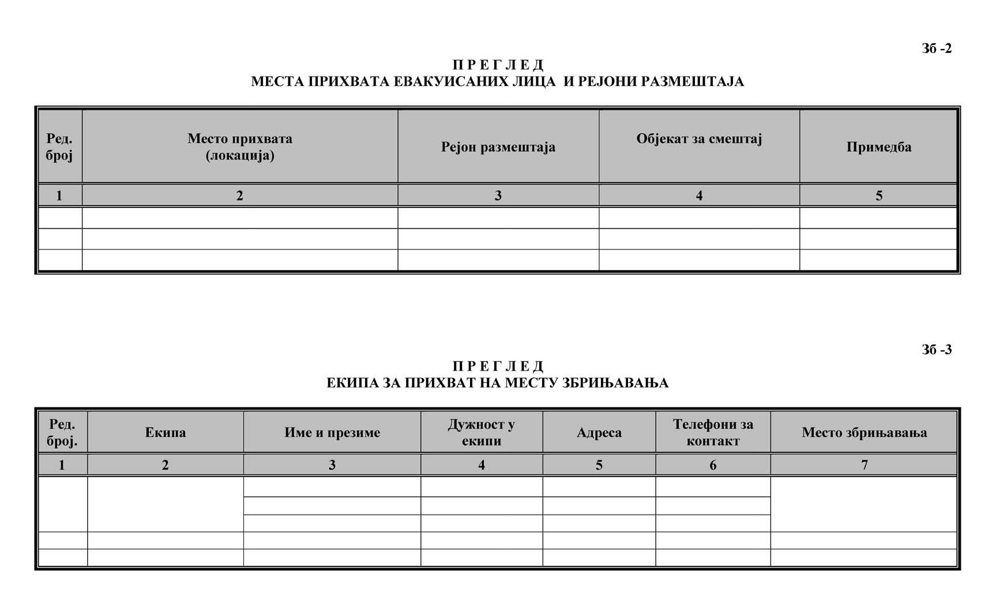 Зб -2
П Р Е Г Л Е Д
МЕСТА ПРИХВАТА ЕВАКУИСАНИХ ЛИЦА  И РЕЈОНИ РАЗМЕШТАЈА
Ред. број
Место прихвата
(локација)
Рејон размештаја
Објекат за смештај
Примедба
1 2 3 4 5
Зб -3
П Р Е Г Л Е Д
ЕКИПА ЗА ПРИХВАТ НА МЕСТУ ЗБРИЊАВАЊА
Ред.
број.
Екипа
Име и презиме
Дужност у
екипи
Адреса
Телефони за
контакт
Место збрињавања
1 2 3 4 5 6 7